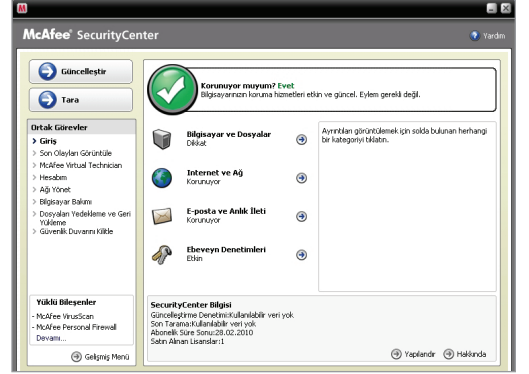 McAfee® SecurityCenter
Yardım
Güncelleştir
Tara
Ortak Görevler
Giriş
Son Olayları Görüntüle
McAfee Virtual Technician
Hesabım
Ağı Yönet
Bilgisayar Bakımı
Dosyaları Yedekleme ve Geri
Yükleme
Güvenlik Duvarını Kilitle
Yüklü Bileşenler
- McAfee VirusScan
- McAfee Personal Firewall
Devamı...
Gelişmiş Menü
Korunuyor muyum? Evet
Bilgisayarınızın koruma hizmetleri etkin ve güncel. Eylem gerekli değil.
Bilgisayar ve Dosyalar
Dikkat
Internet ve Ağ
Korunuyor
E-posta ve Anlık İleti
Korunuyor
Ebeveyn Denetimleri
Etkin
Ayrıntıları görüntülemek için solda bulunan herhangi
bir kategoriyi tıklatın.
SecurityCenter Bilgisi
Güncelleştirme Denetimi:Kullanılabilir veri yok
Son Tarama:Kullanılabilir veri yok
Abonelik Süre Sonu:28.02.2010
Satın Alınan Lisanslar:1
Yapılandır
Hakkında